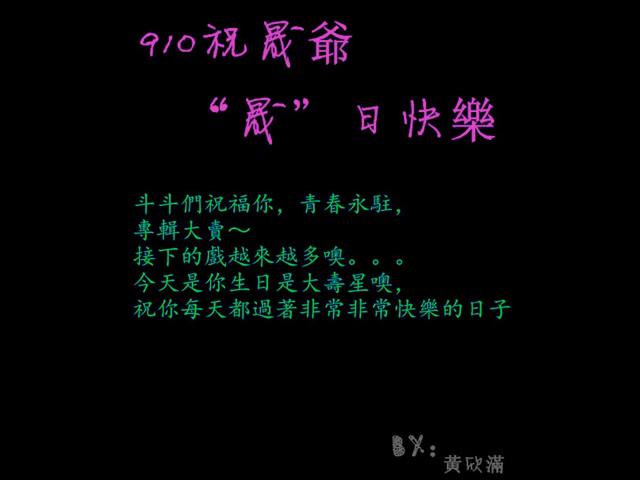 910祝晟爺
“晟”日快樂
斗斗們祝福你，青春永駐，
專輯大賣～
接下的戲越來越多噢。。。
今天是你生日是大壽星噢，
祝你每天都過著非常非常快樂的日子
BY：
黃欣滿